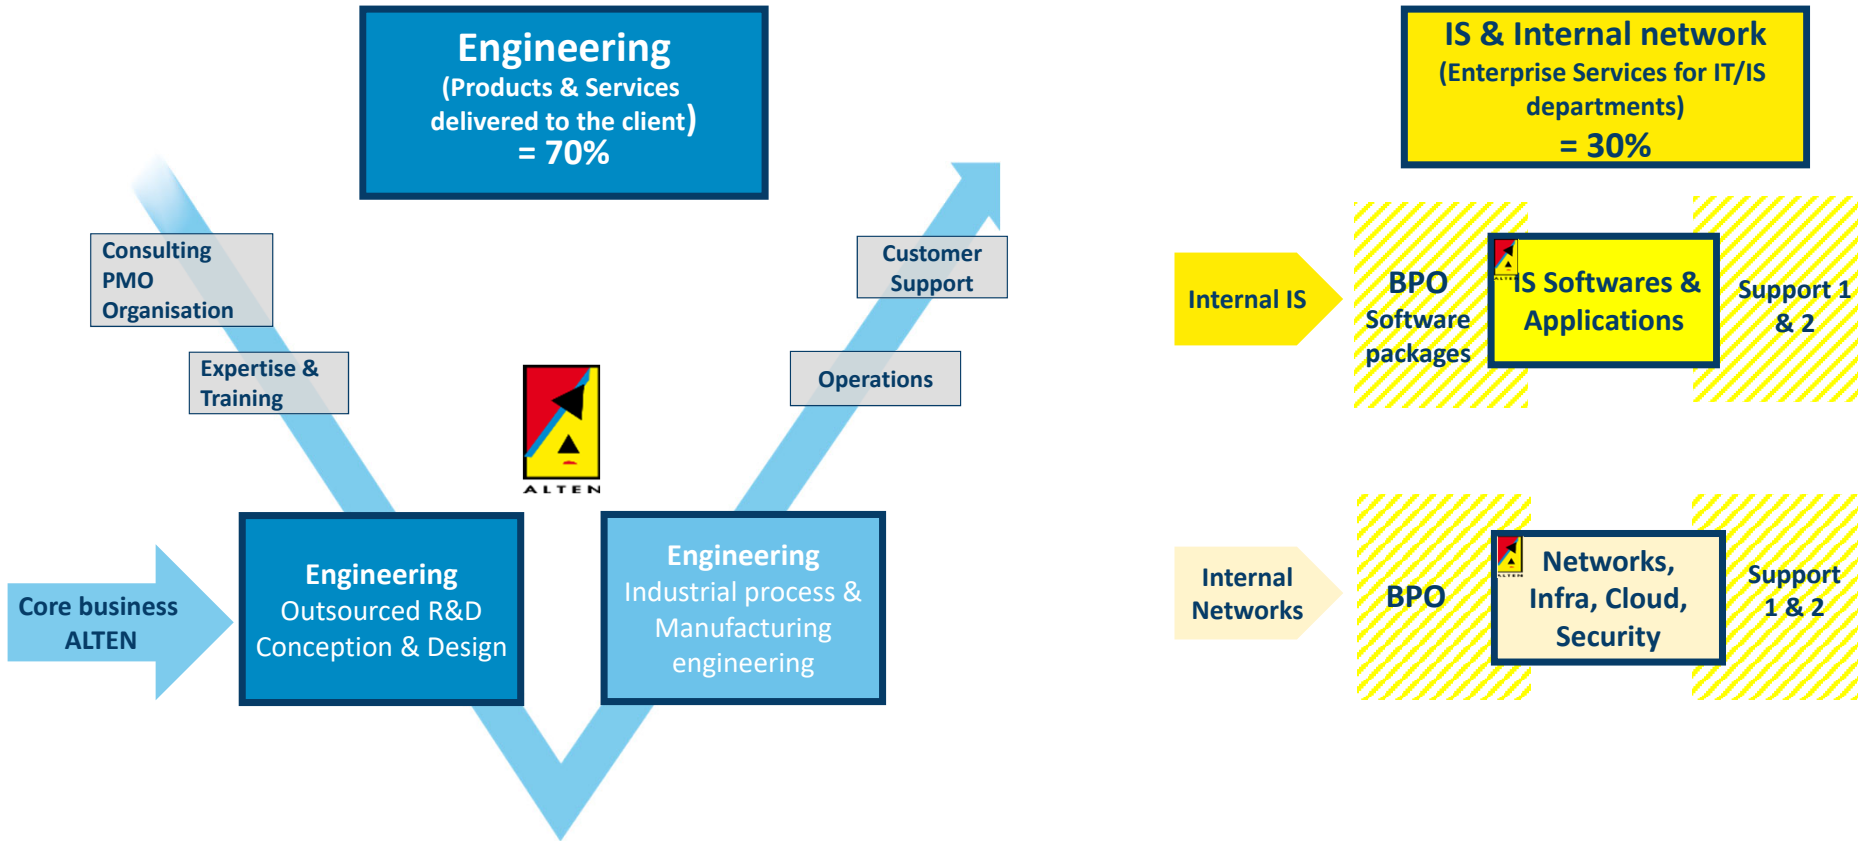 Engineering
(Products & Services
delivered to the client)
= 70%
Consulting
PMO
Organisation
Expertise &
Training
Customer
Support
Operations
ALTEN
Core business
ALTEN
Engineering
Outsourced R&D
Conception & Design
Engineering
Industrial process &
Manufacturing
engineering
IS & Internal network
(Enterprise Services for IT/IS
departments)
= 30%
Internal IS
BPO
Software
packages
ALTEN
IS Softwares &
Applications
Support 1
& 2
Internal
Networks
BPO
ALTEN
Networks,
Infra, Cloud,
Security
Support
1 & 2